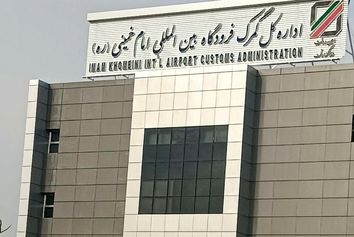 اداره کل گمرک فرودگاه بین المللی امام خمینی (ره)
IMAM KHOMEINI INT'L AIRPORT CUSTOMS ADMINISTRATION